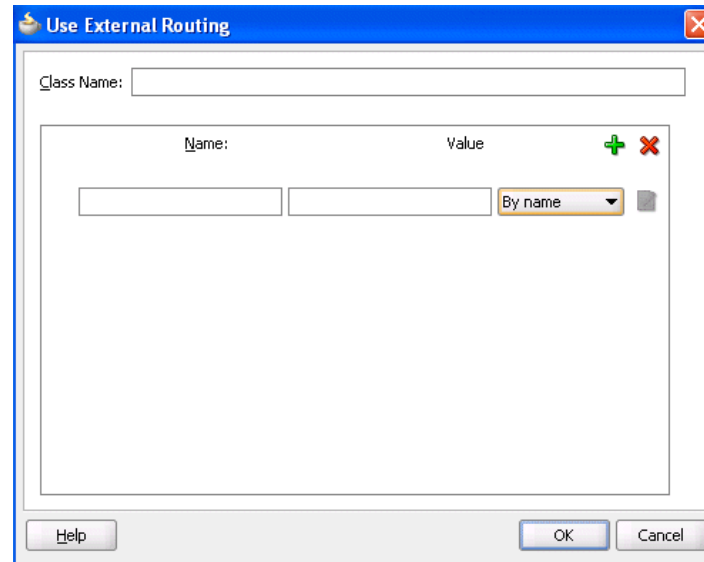 Use External Routing
Class Name:
Name: Value
By name
Help OK Cancel